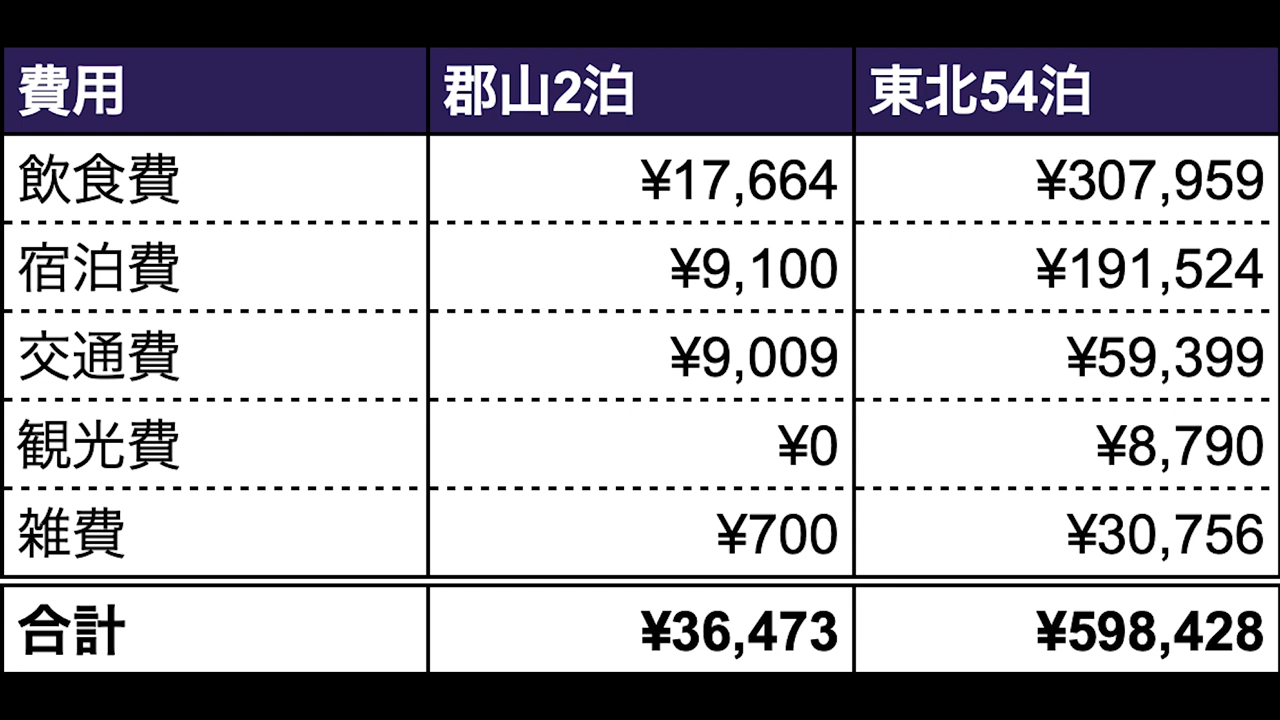 費用 郡山2泊 東北54泊
飲食費 ¥17,664 ¥307,959
宿泊費 ¥9,100 ¥191,524
交通費 ¥9,009 ¥59,399
観光費 ¥0 ¥8,790
雑費 ¥700 ¥30,756
合計 ¥36,473 ¥598,428